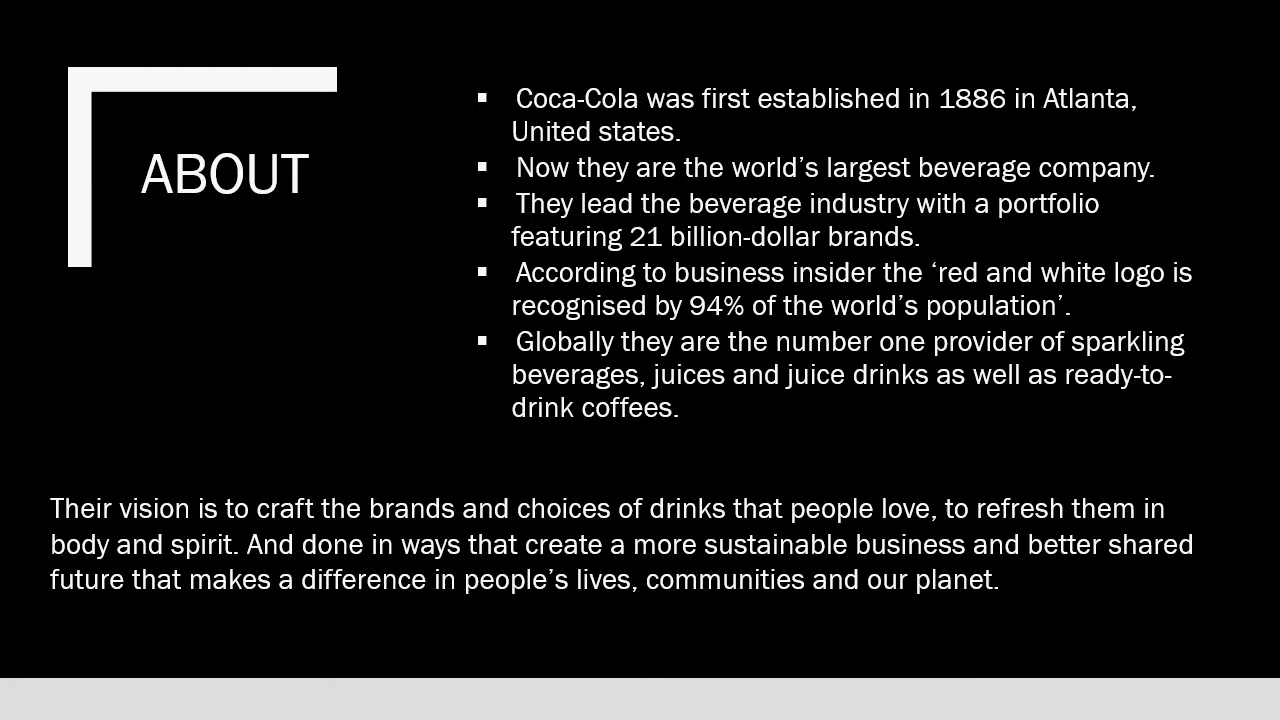 ABOUT
▪ Coca-Cola was first established in 1886 in Atlanta,
United states.
▪ Now they are the world’s largest beverage company.
▪ They lead the beverage industry with a portfolio
featuring 21 billion-dollar brands.
▪ According to business insider the ‘red and white logo is
recognised by 94% of the world’s population’.
▪ Globally they are the number one provider of sparkling
beverages, juices and juice drinks as well as ready-to-
drink coffees.
Their vision is to craft the brands and choices of drinks that people love, to refresh them in
body and spirit. And done in ways that create a more sustainable business and better shared
future that makes a difference in people’s lives, communities and our planet.